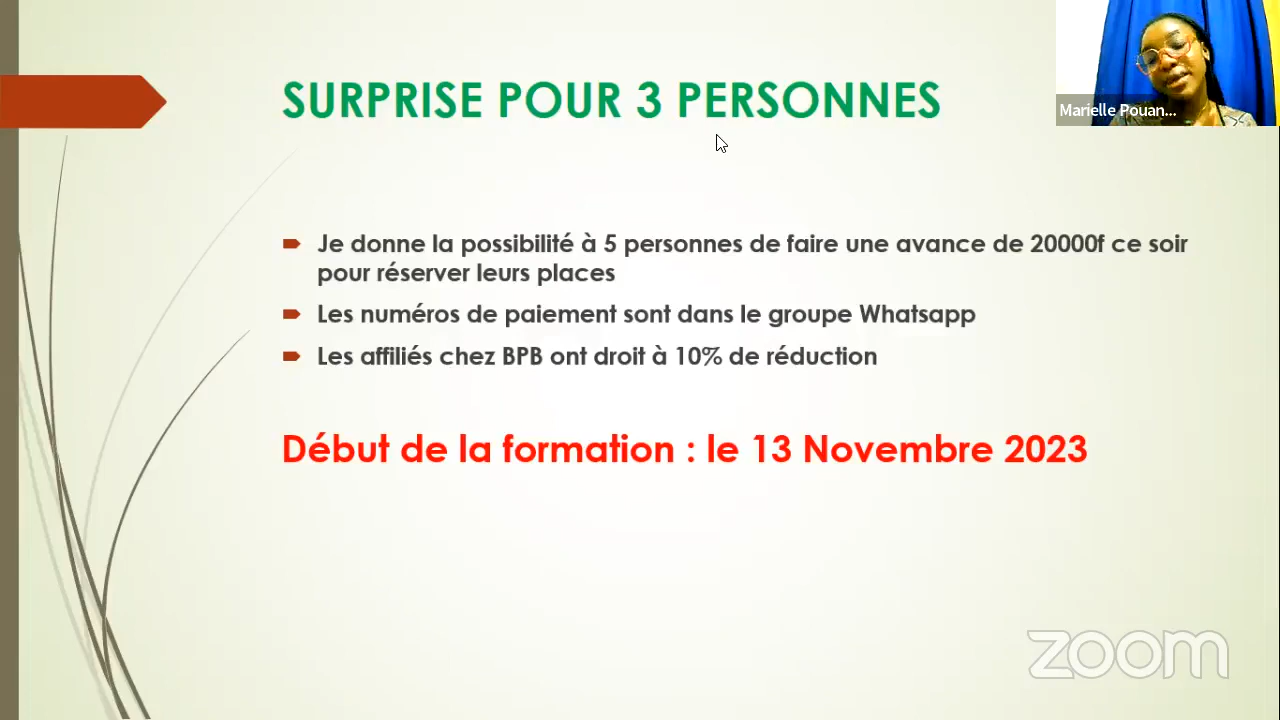 SURPRISE POUR 3 PERSONNES
Marielle Pouan...
Je donne la possibilité à 5 personnes de faire une avance de 20000f ce soir
pour réserver leurs places
Les numéros de paiement sont dans le groupe Whatsapp
Les affiliés chez BPB ont droit à 10% de réduction
Début de la formation : le 13 Novembre 2023
zoom